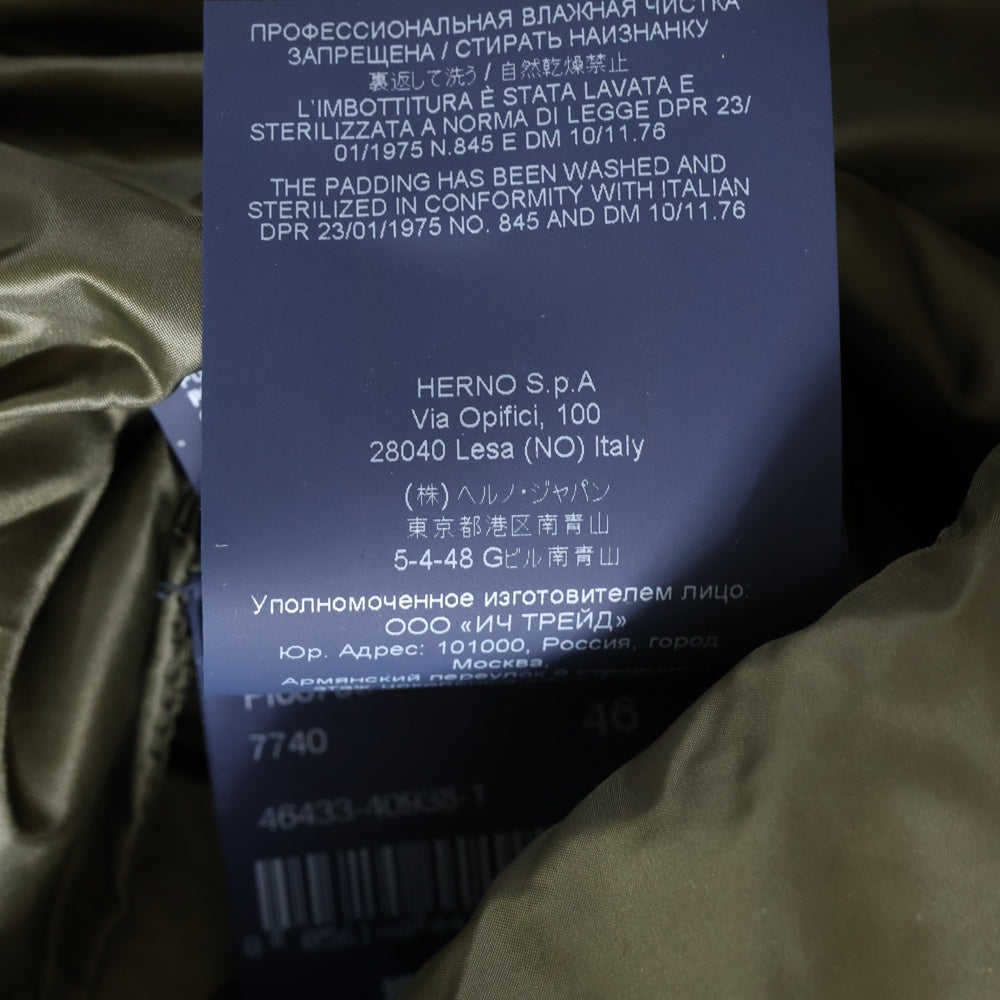 ПРОФЕССИОНАЛЬНАЯ ВЛАЖНАЯ ЧИСТКА
ЗАПРЕЩЕНА / СТИРАТЬ НАИЗНАНКУ
裏返して洗う / 自然乾燥禁止
L'IMBOTTITURA È STATA LAVATA E
STERILIZZATA A NORMA DI LEGGE DPR 23/
01/1975 N.845 E DM 10/11.76
THE PADDING HAS BEEN WASHED AND
STERILIZED IN CONFORMITY WITH ITALIAN
DPR 23/01/1975 NO. 845 AND DM 10/11.76
HERNO S.p.A
Via Opifici, 100
28040 Lesa (NO) Italy
(株) ヘルノ・ジャパン
東京都港区南青山
5-4-48 Gビル南青山
Уполномоченное изготовителем лицо:
ООО «ИЧ ТРЕЙД»
Юр. Адрес: 101000, Россия, город
Москва,
Армянский переулок
46
7740
46433-40938-1